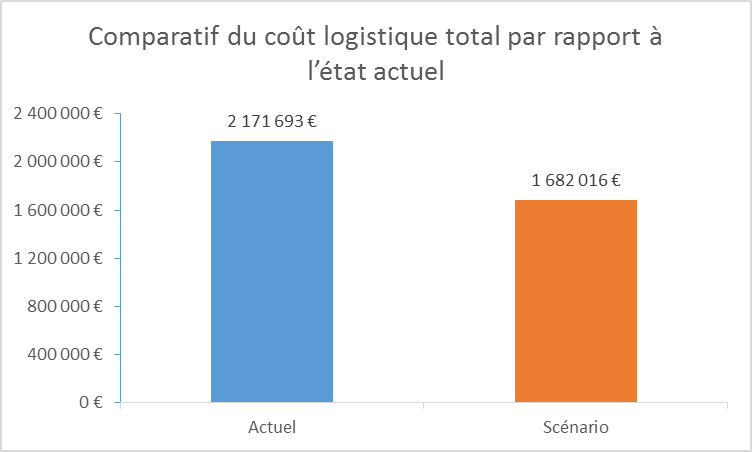 Comparatif du coût logistique total par rapport à
l’état actuel
2 400 000 €
2 171 693 €
2 000 000 €
1 682 016 €
1 600 000 €
1 200 000 €
800 000 €
400 000 €
0 €
Actuel
Scénario